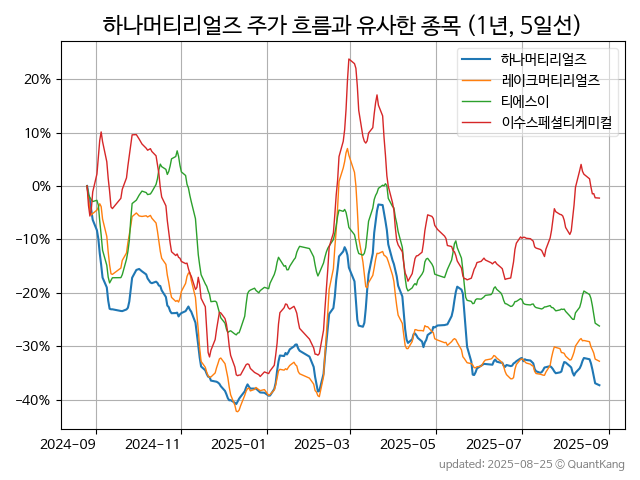 하나머티리얼즈 주가 흐름과 유사한 종목 (1년, 5일선)
하나머티리얼즈
레이크머티리얼즈
티에스이
이수스페셜티케미컬
20%
10%
0%
−10%
−20%
−30%
−40%
2024-09 2024-11 2025-01 2025-03 2025-05 2025-07 2025-09
updated: 2025-08-25 © QuantKang